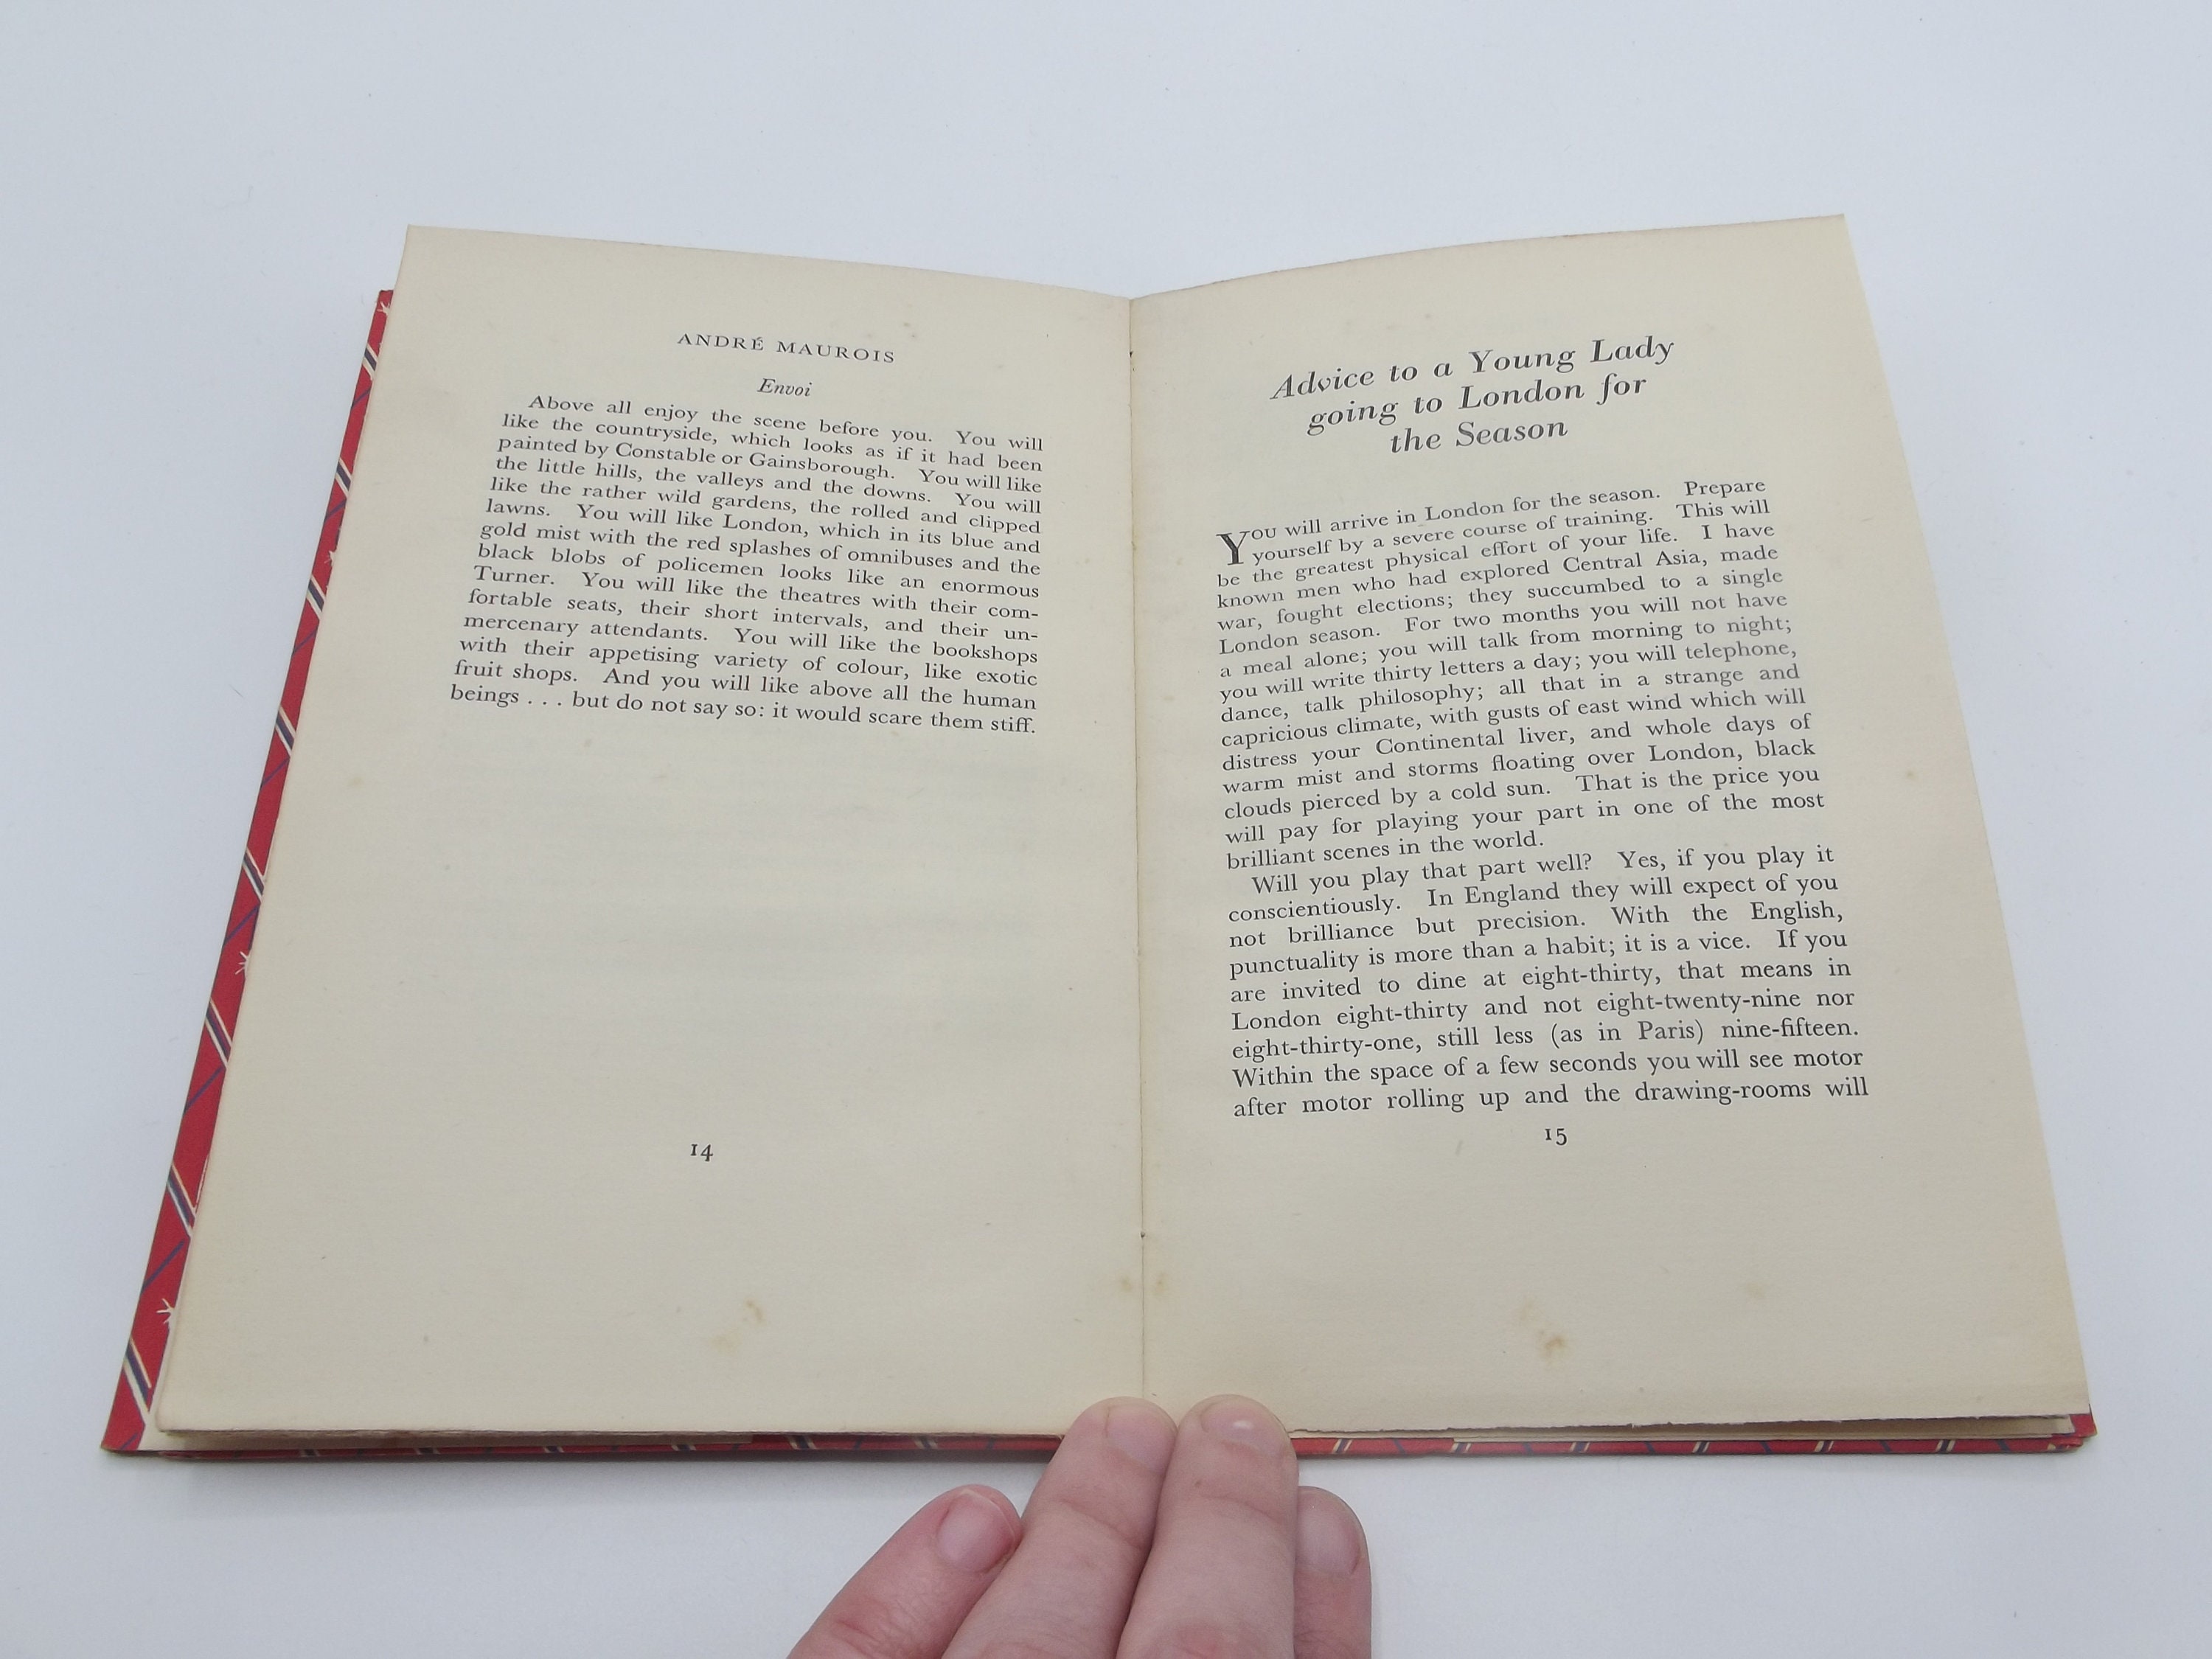 ANDRÉ MAUROIS
Envoi
Above all enjoy the scene before you. You will
like the countryside, which looks as if it had been
painted by Constable or Gainsborough. You will like
the little hills, the valleys and the downs. You will
like the rather wild gardens, the rolled and clipped
lawns. You will like London, which in its blue and
gold mist with the red splashes of omnibuses and the
black blobs of policemen looks like an enormous
Turner. You will like the theatres with their com-
fortable seats, their short intervals, and their un-
mercenary attendants. You will like the bookshops
with their appetising variety of colour, like exotic
fruit shops. And you will like above all the human
beings . . . but do not say so: it would scare them stiff.
14
Advice to a Young Lady
going to London for
the Season
YOU will arrive in London for the season. Prepare
yourself by a severe course of training. This will
be the greatest physical effort of your life. I have
known men who had explored Central Asia, made
war, fought elections; they succumbed to a single
London season. For two months you will not have
a meal alone; you will talk from morning to night;
you will write thirty letters a day; you will telephone,
dance, talk philosophy; all that in a strange and
capricious climate, with gusts of east wind which will
distress your Continental liver, and whole days of
warm mist and storms floating over London, black
clouds pierced by a cold sun. That is the price you
will pay for playing your part in one of the most
brilliant scenes in the world.
Will you play that part well? Yes, if you play it
conscientiously. In England they will expect of you
not brilliance but precision. With the English,
punctuality is more than a habit; it is a vice. If you
are invited to dine at eight-thirty, that means in
London eight-thirty and not eight-twenty-nine nor
eight-thirty-one, still less (as in Paris) nine-fifteen.
Within the space of a few seconds you will see motor
after motor rolling up and the drawing-rooms will
15